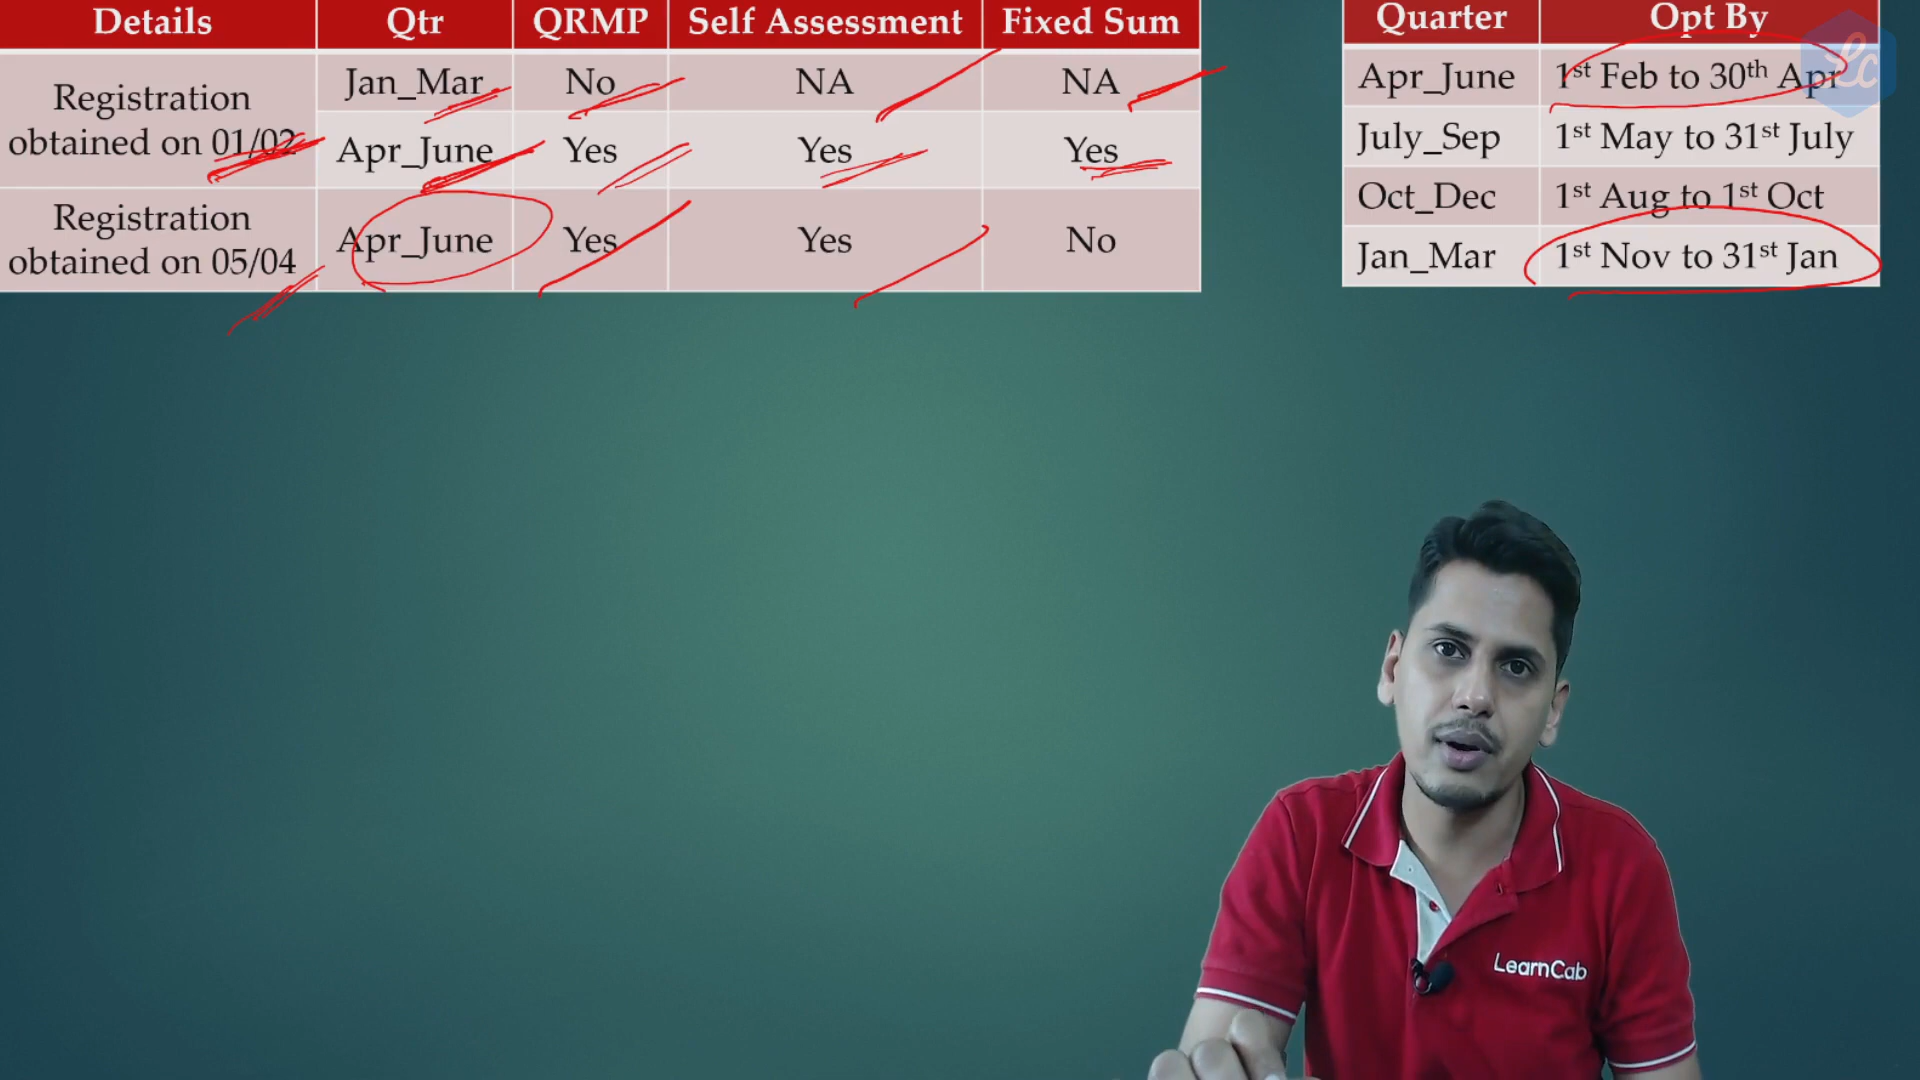 Details Qtr QRMP Self Assessment Fixed Sum
Registration obtained on 01/02 Jan_Mar No NA NA
Apr_June Yes Yes Yes
Registration obtained on 05/04 Apr_June Yes Yes No
Quarter Opt By
Apr_June 1st Feb to 30th Apr
July_Sep 1st May to 31st July
Oct_Dec 1st Aug to 1st Oct
Jan_Mar 1st Nov to 31st Jan
Lc
LearnCab